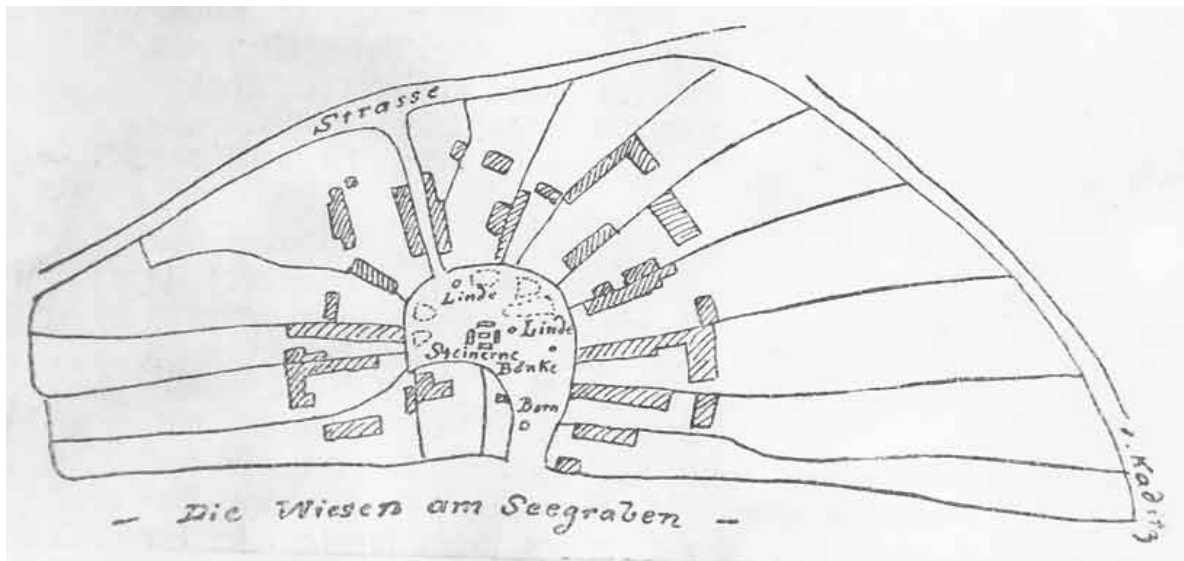 Strasse
Linde
Linde
Steinerne
Bänke
Born
v. Kaditz
— Die Wiesen am Seegraben —